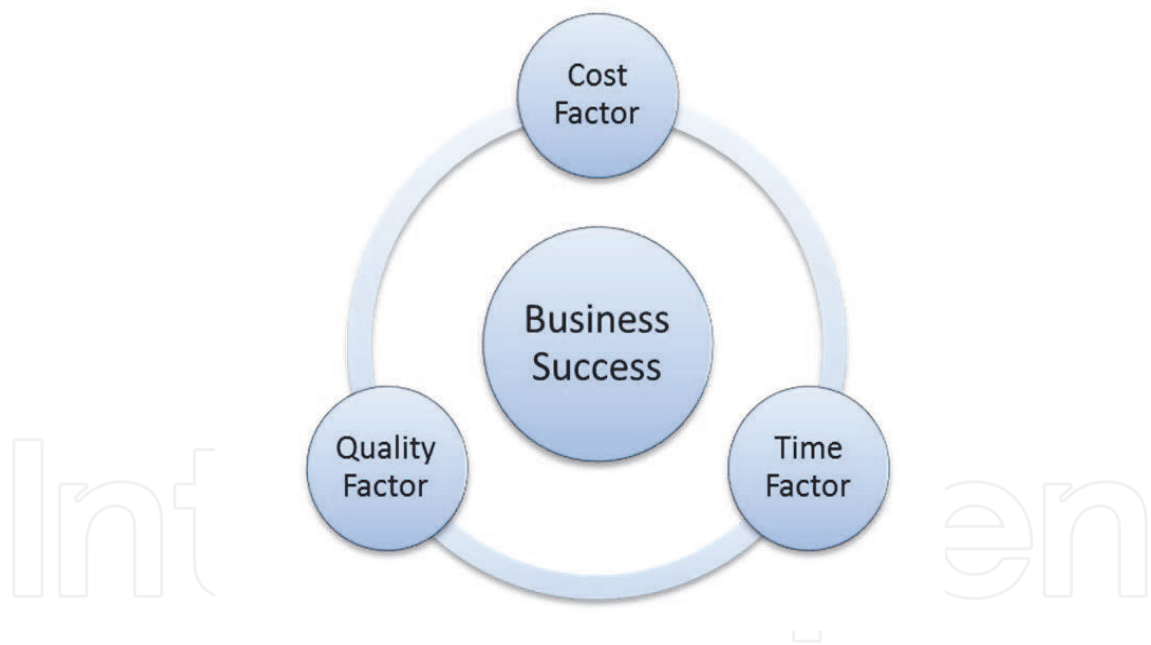 Cost
Factor
Business
Success
Quality
Factor
Time
Factor